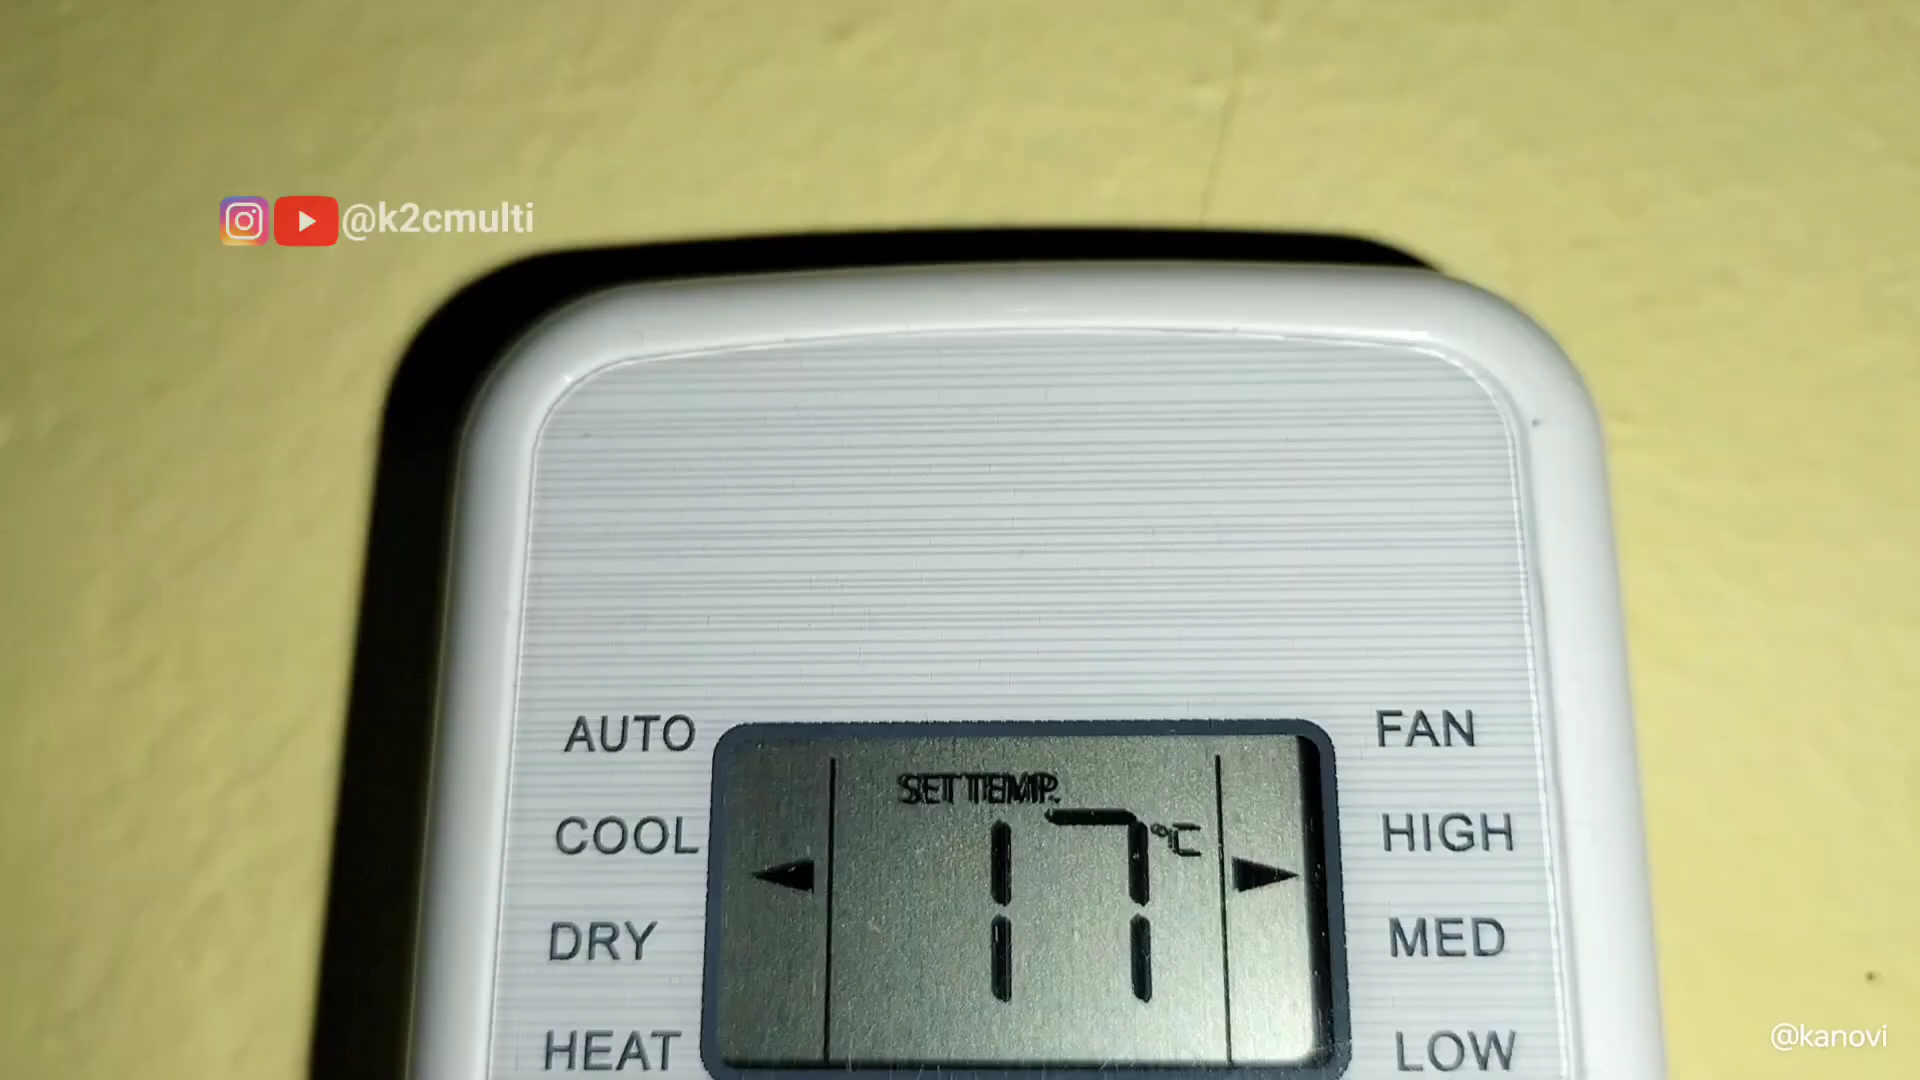 @k2cmulti
AUTO
FAN
SET TEMP.
COOL
17 °C
HIGH
DRY
MED
HEAT
LOW
@kanovi